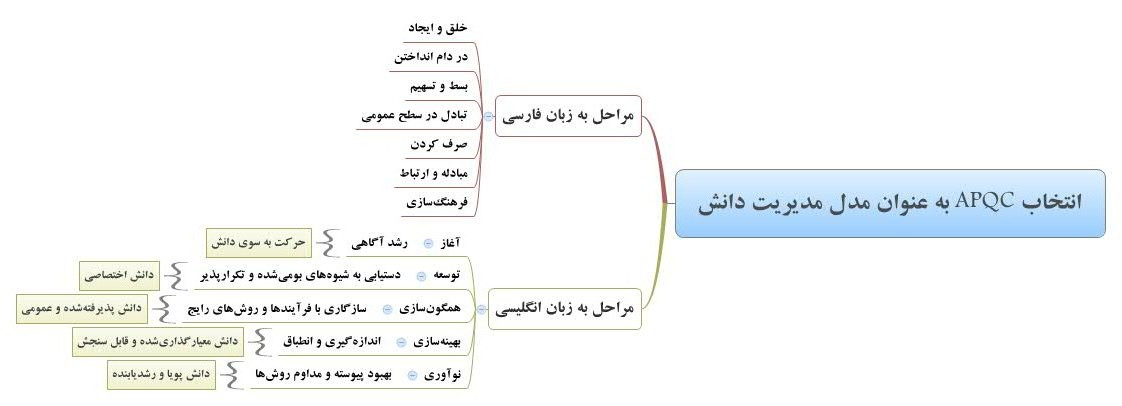 انتخاب APQC به عنوان مدل مدیریت دانش
مراحل به زبان فارسی
خلق و ایجاد
در دام انداختن
بسط و تسهیم
تبادل در سطح عمومی
صرف کردن
مبادله و ارتباط
فرهنگ‌سازی
مراحل به زبان انگلیسی
آغاز رشد آگاهی حرکت به سوی دانش
توسعه دستیابی به شیوه‌های بومی‌شده و تکرارپذیر دانش اختصاصی
همگون‌سازی سازگاری با فرآیندها و روش‌های رایج دانش پذیرفته‌شده و عمومی
بهینه‌سازی اندازه‌گیری و انطباق دانش معیارگذاری‌شده و قابل سنجش
نوآوری بهبود پیوسته و مداوم روش‌ها دانش پویا و رشدیابنده